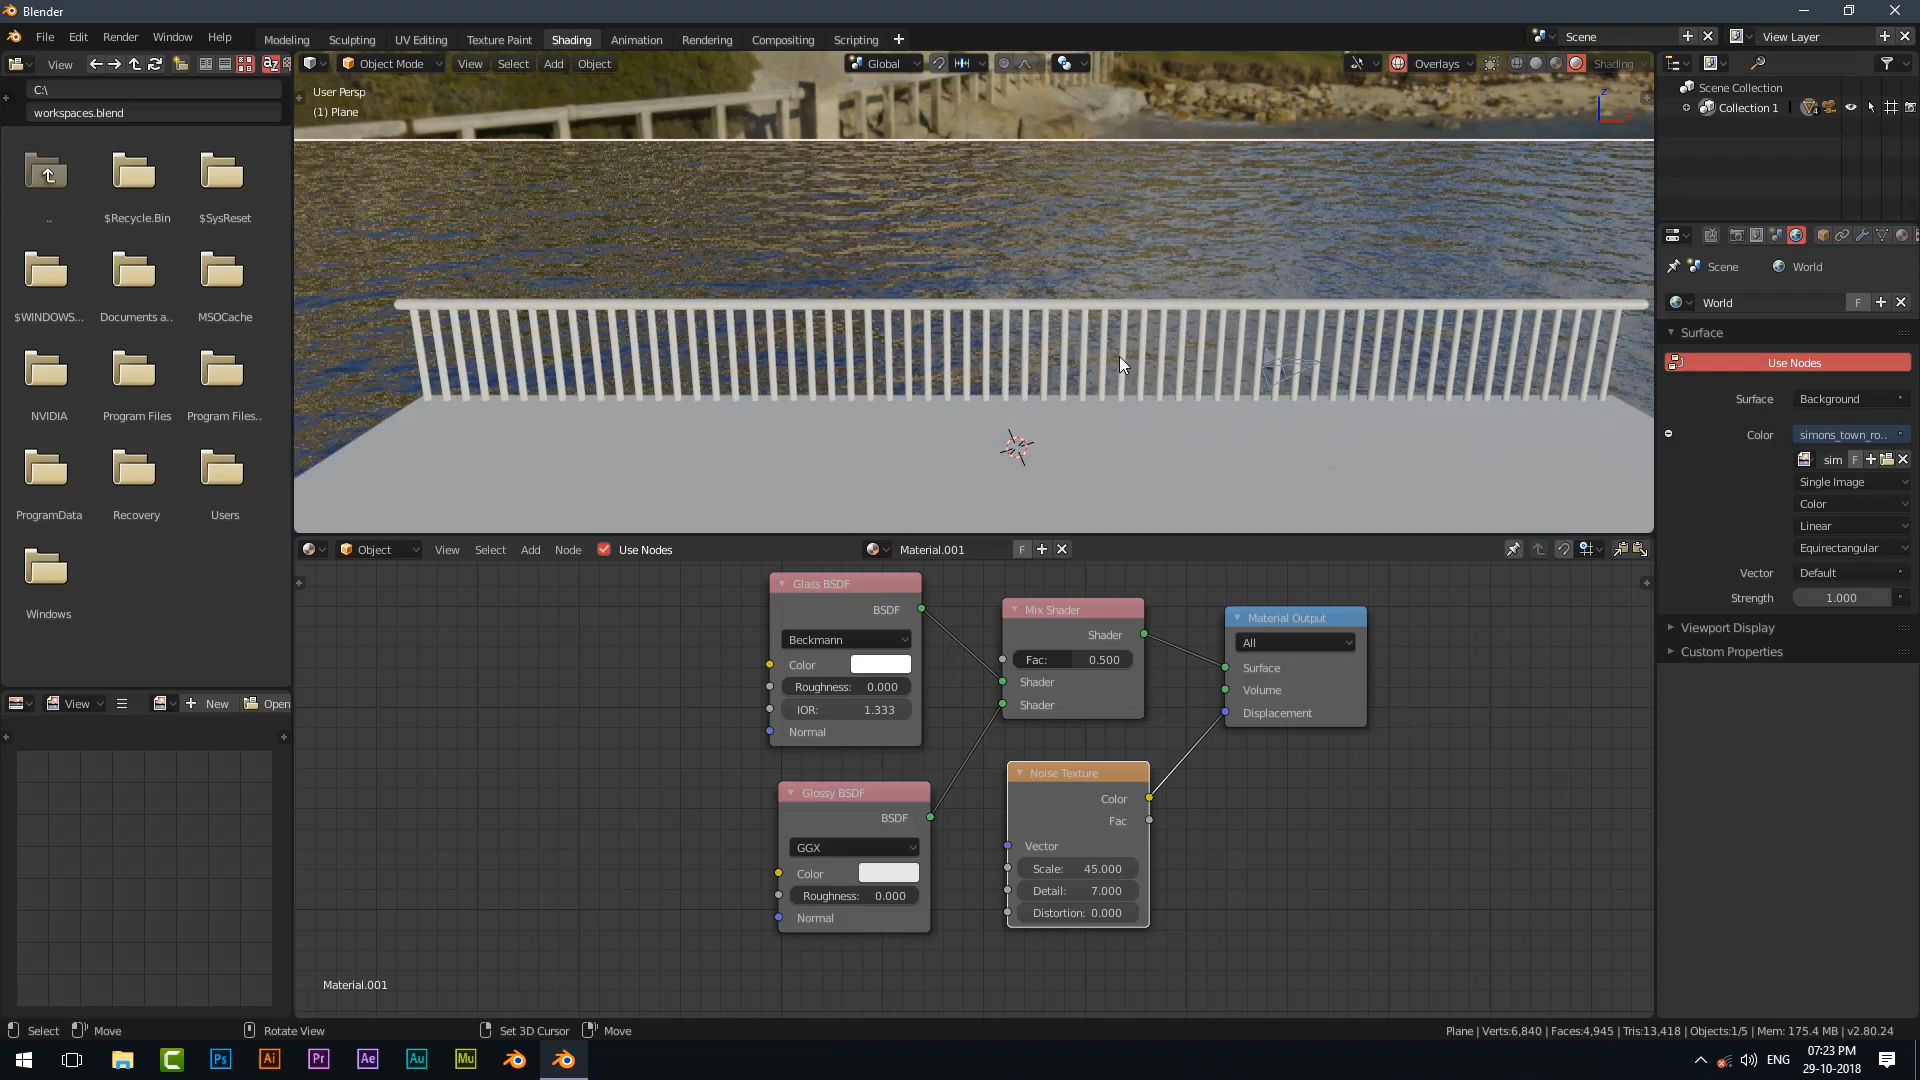 Blender
File Edit Render Window Help
Modeling Sculpting UV Editing Texture Paint Shading Animation Rendering Compositing Scripting
Scene View Layer
View
C:\
workspaces.blend
..
$Recycle.Bin
$SysReset
$WINDOWS...
Documents a..
MSOCache
NVIDIA
Program Files
Program Files..
ProgramData
Recovery
Users
Windows
View New Open
Object Mode View Select Add Object Global Overlays Shading
User Persp
(1) Plane
Z
Object View Select Add Node Use Nodes Material.001 F
Glass BSDF
BSDF
Beckmann
Color
Roughness: 0.000
IOR: 1.333
Normal
Glossy BSDF
BSDF
GGX
Color
Roughness: 0.000
Normal
Mix Shader
Shader
Fac: 0.500
Shader
Shader
Noise Texture
Color
Fac
Vector
Scale: 45.000
Detail: 7.000
Distortion: 0.000
Material Output
All
Surface
Volume
Displacement
Material.001
Scene Collection
Collection 1
4
Scene World
World F
Surface
Use Nodes
Surface Background
Color simons_town_ro..
sim F
Single Image
Color
Linear
Equirectangular
Vector Default
Strength 1.000
Viewport Display
Custom Properties
Select Move Rotate View Set 3D Cursor Move
Plane | Verts:6,840 | Faces:4,945 | Tris:13,418 | Objects:1/5 | Mem: 175.4 MB | v2.80.24
Ps Ai Pr Ae Au Mu
ENG
07:23 PM
29-10-2018